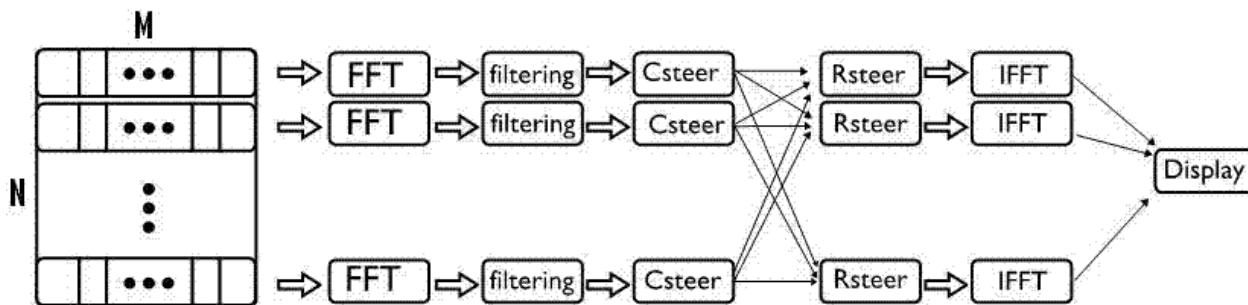 M
FFT filtering Csteer Rsteer IFFT
FFT filtering Csteer Rsteer IFFT
Display
N
FFT filtering Csteer Rsteer IFFT